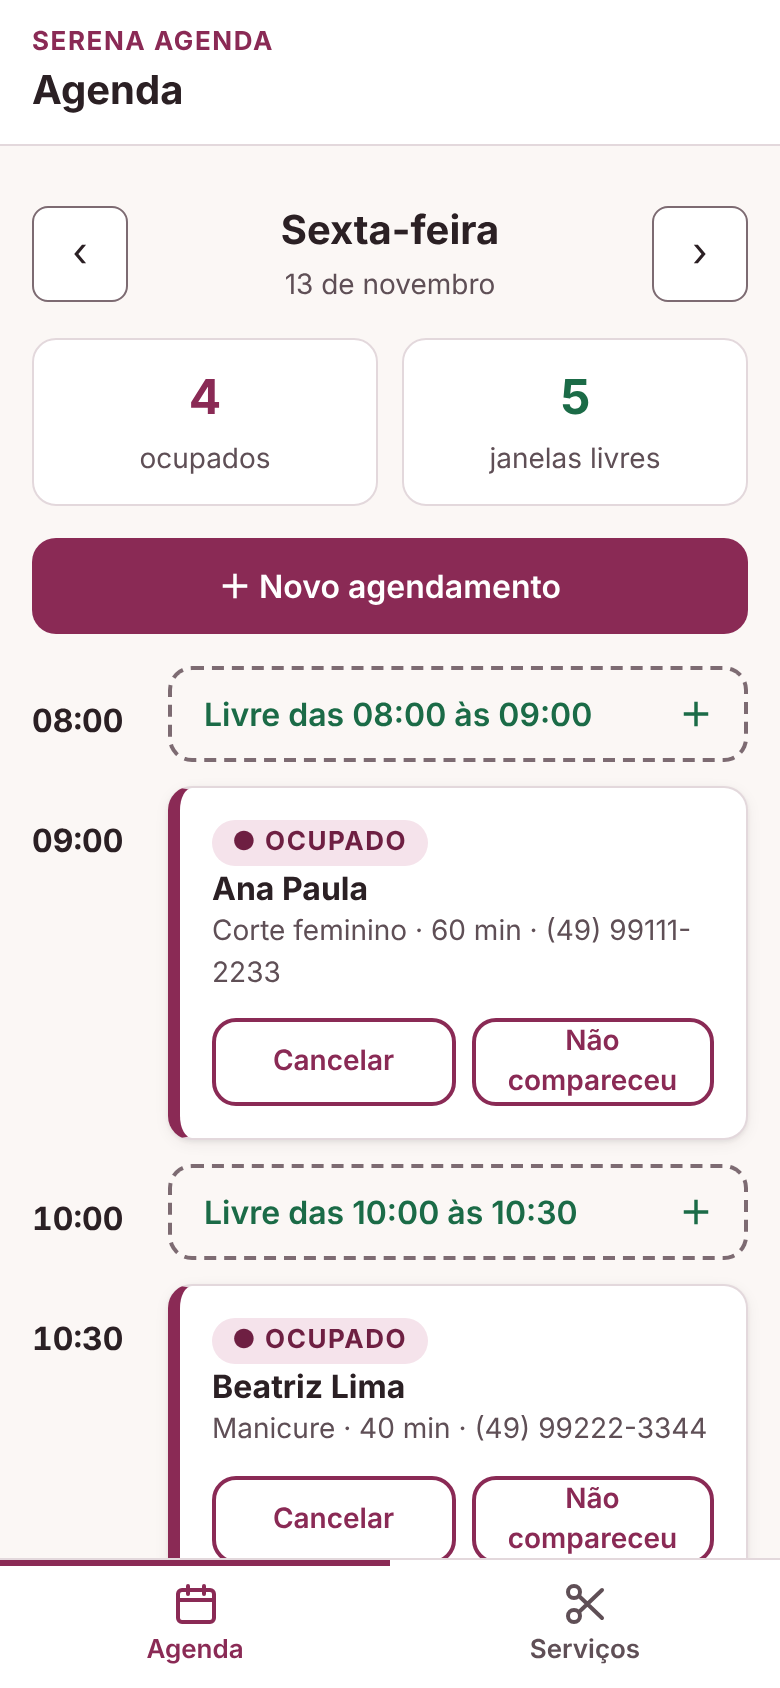 SERENA AGENDA
Agenda
‹
Sexta-feira
›
13 de novembro
4
ocupados
5
janelas livres
+ Novo agendamento
08:00
Livre das 08:00 às 09:00 +
09:00
● OCUPADO
Ana Paula
Corte feminino · 60 min · (49) 99111-
2233
Cancelar
Não
compareceu
10:00
Livre das 10:00 às 10:30 +
10:30
● OCUPADO
Beatriz Lima
Manicure · 40 min · (49) 99222-3344
Cancelar
Não
compareceu
Agenda
Serviços